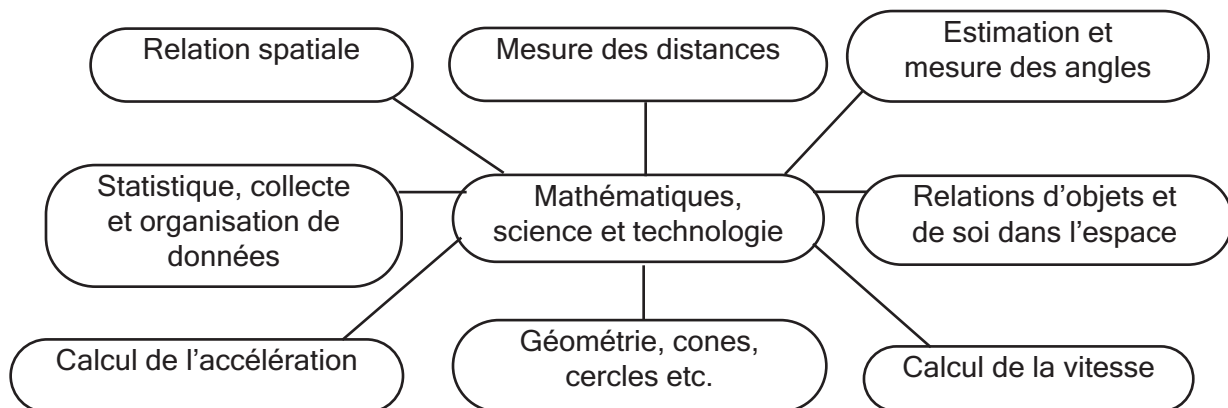 Relation spatiale
Mesure des distances
Estimation et
mesure des angles
Statistique, collecte
et organisation de
données
Mathématiques,
science et technologie
Relations d'objets et
de soi dans l'espace
Calcul de l'accélération
Géométrie, cones,
cercles etc.
Calcul de la vitesse